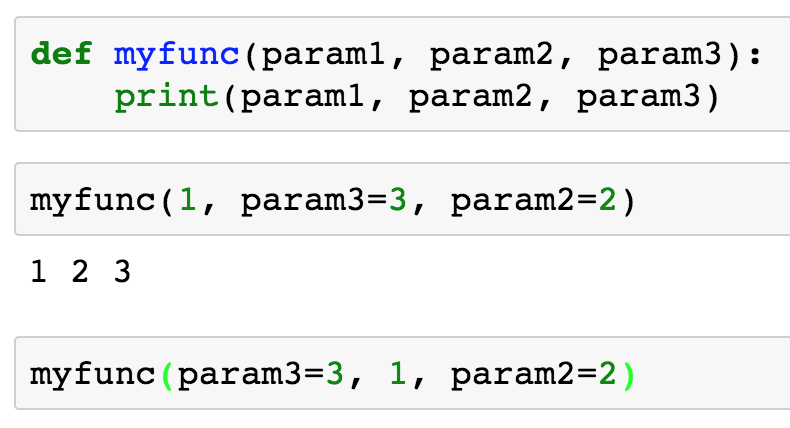 def myfunc(param1, param2, param3):
    print(param1, param2, param3)
myfunc(1, param3=3, param2=2)
1 2 3
myfunc(param3=3, 1, param2=2)